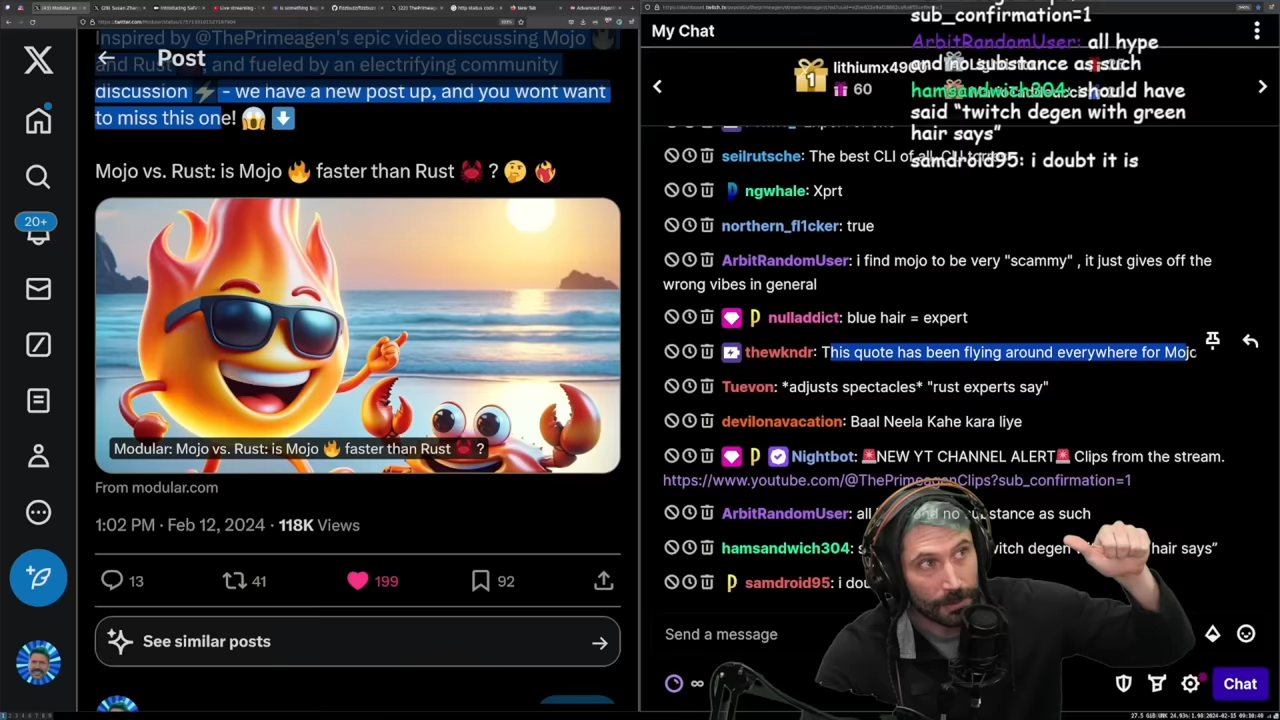 Inspired by @ThePrimeagen's epic video discussing Mojo 🔥
and Rust 🦀, and fueled by an electrifying community
discussion ⚡ - we have a new post up, and you wont want
to miss this one! 😱 ⬇️
Post
Mojo vs. Rust: is Mojo 🔥 faster than Rust 🦀 ? 🤔 ❤️‍🔥
Modular: Mojo vs. Rust: is Mojo 🔥 faster than Rust 🦀 ?
From modular.com
1:02 PM · Feb 12, 2024 · 118K Views
13
41
199
92
See similar posts
20+
My Chat
lithiumx4900
1
60
seilrutsche: The best CLI of all
ngwhale: Xprt
northern_fl1cker: true
ArbitRandomUser: i find mojo to be very "scammy" , it just gives off the
wrong vibes in general
nulladdict: blue hair = expert
thewkndr: This quote has been flying around everywhere for Mojo
Tuevon: *adjusts spectacles* "rust experts say"
devilonavacation: Baal Neela Kahe kara liye
Nightbot: 🚨NEW YT CHANNEL ALERT🚨 Clips from the stream.
https://www.youtube.com/@ThePrimeagenClips?sub_confirmation=1
ArbitRandomUser: all and no substance as such
hamsandwich304: twitch degen hair says”
samdroid95: i dou
Send a message
∞
Chat
sub_confirmation=1
ArbitRandomUser: all hype
and no substance as such
hamsandwich304: should have
said “twitch degen with green
hair says”
samdroid95: i doubt it is